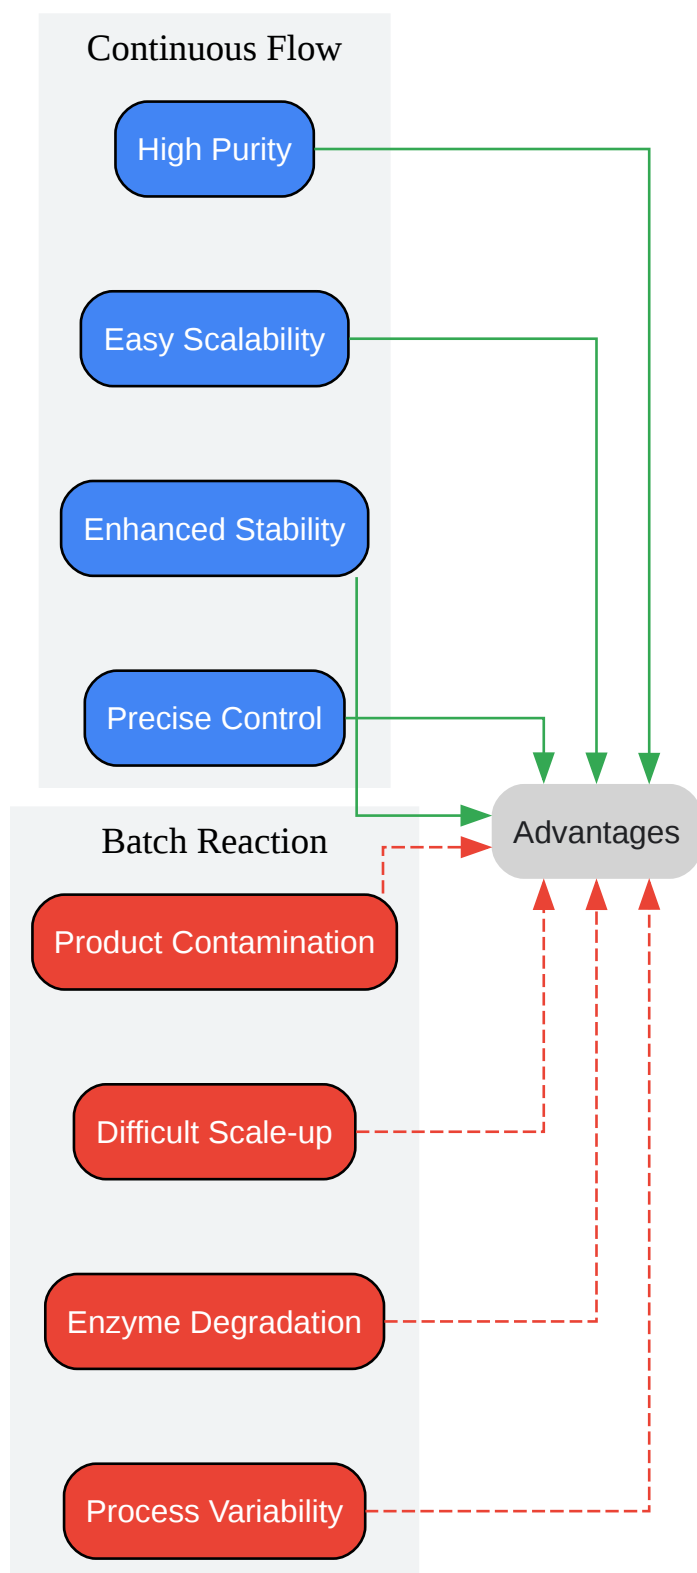 Continuous Flow
High Purity
Easy Scalability
Enhanced Stability
Precise Control
Advantages
Batch Reaction
Product Contamination
Difficult Scale-up
Enzyme Degradation
Process Variability